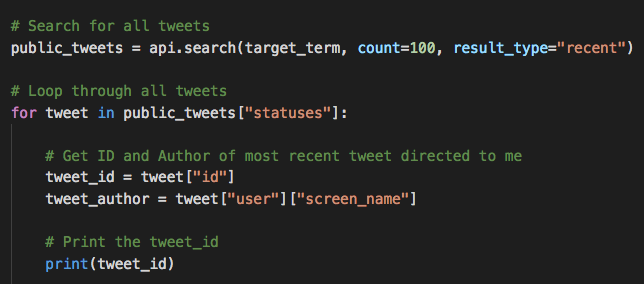 # Search for all tweets
public_tweets = api.search(target_term, count=100, result_type="recent")
# Loop through all tweets
for tweet in public_tweets["statuses"]:
# Get ID and Author of most recent tweet directed to me
tweet_id = tweet["id"]
tweet_author = tweet["user"]["screen_name"]
# Print the tweet_id
print(tweet_id)